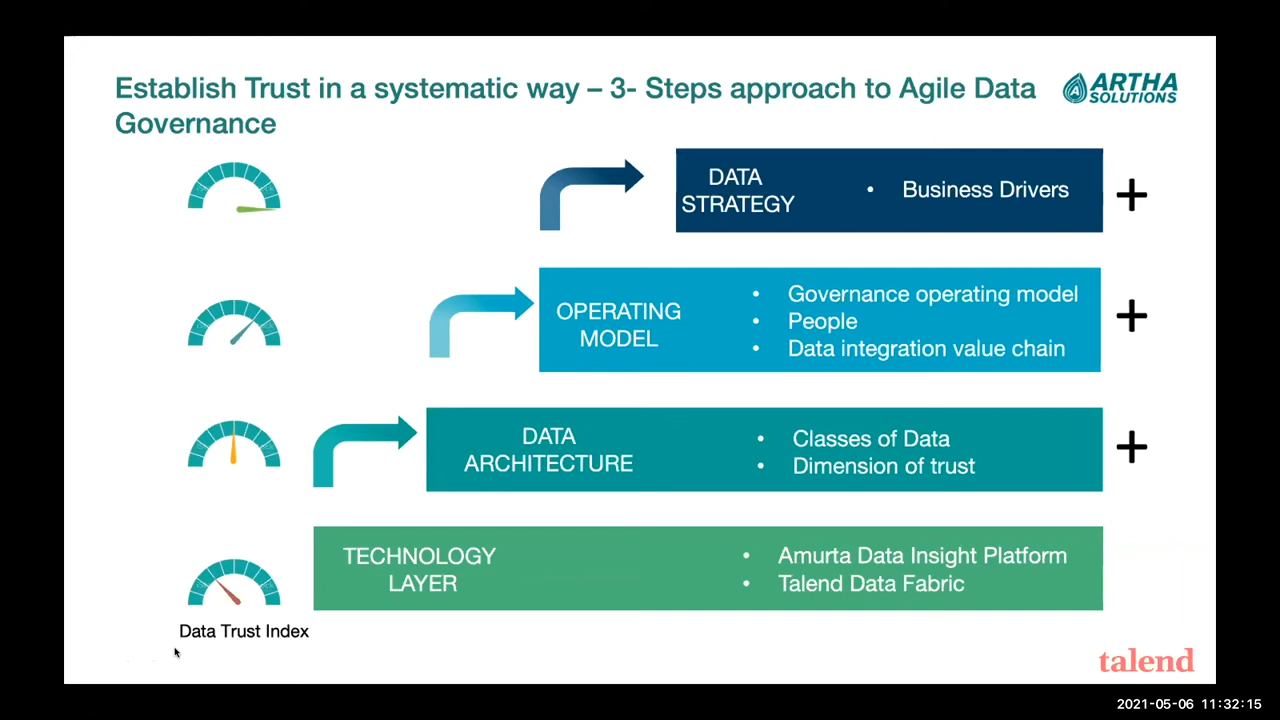 Establish Trust in a systematic way – 3- Steps approach to Agile Data
Governance
ARTHA
SOLUTIONS
DATA
STRATEGY
• Business Drivers
+
OPERATING
MODEL
• Governance operating model
• People
• Data integration value chain
+
DATA
ARCHITECTURE
• Classes of Data
• Dimension of trust
+
TECHNOLOGY
LAYER
• Amurta Data Insight Platform
• Talend Data Fabric
Data Trust Index
talend
2021-05-06 11:32:15